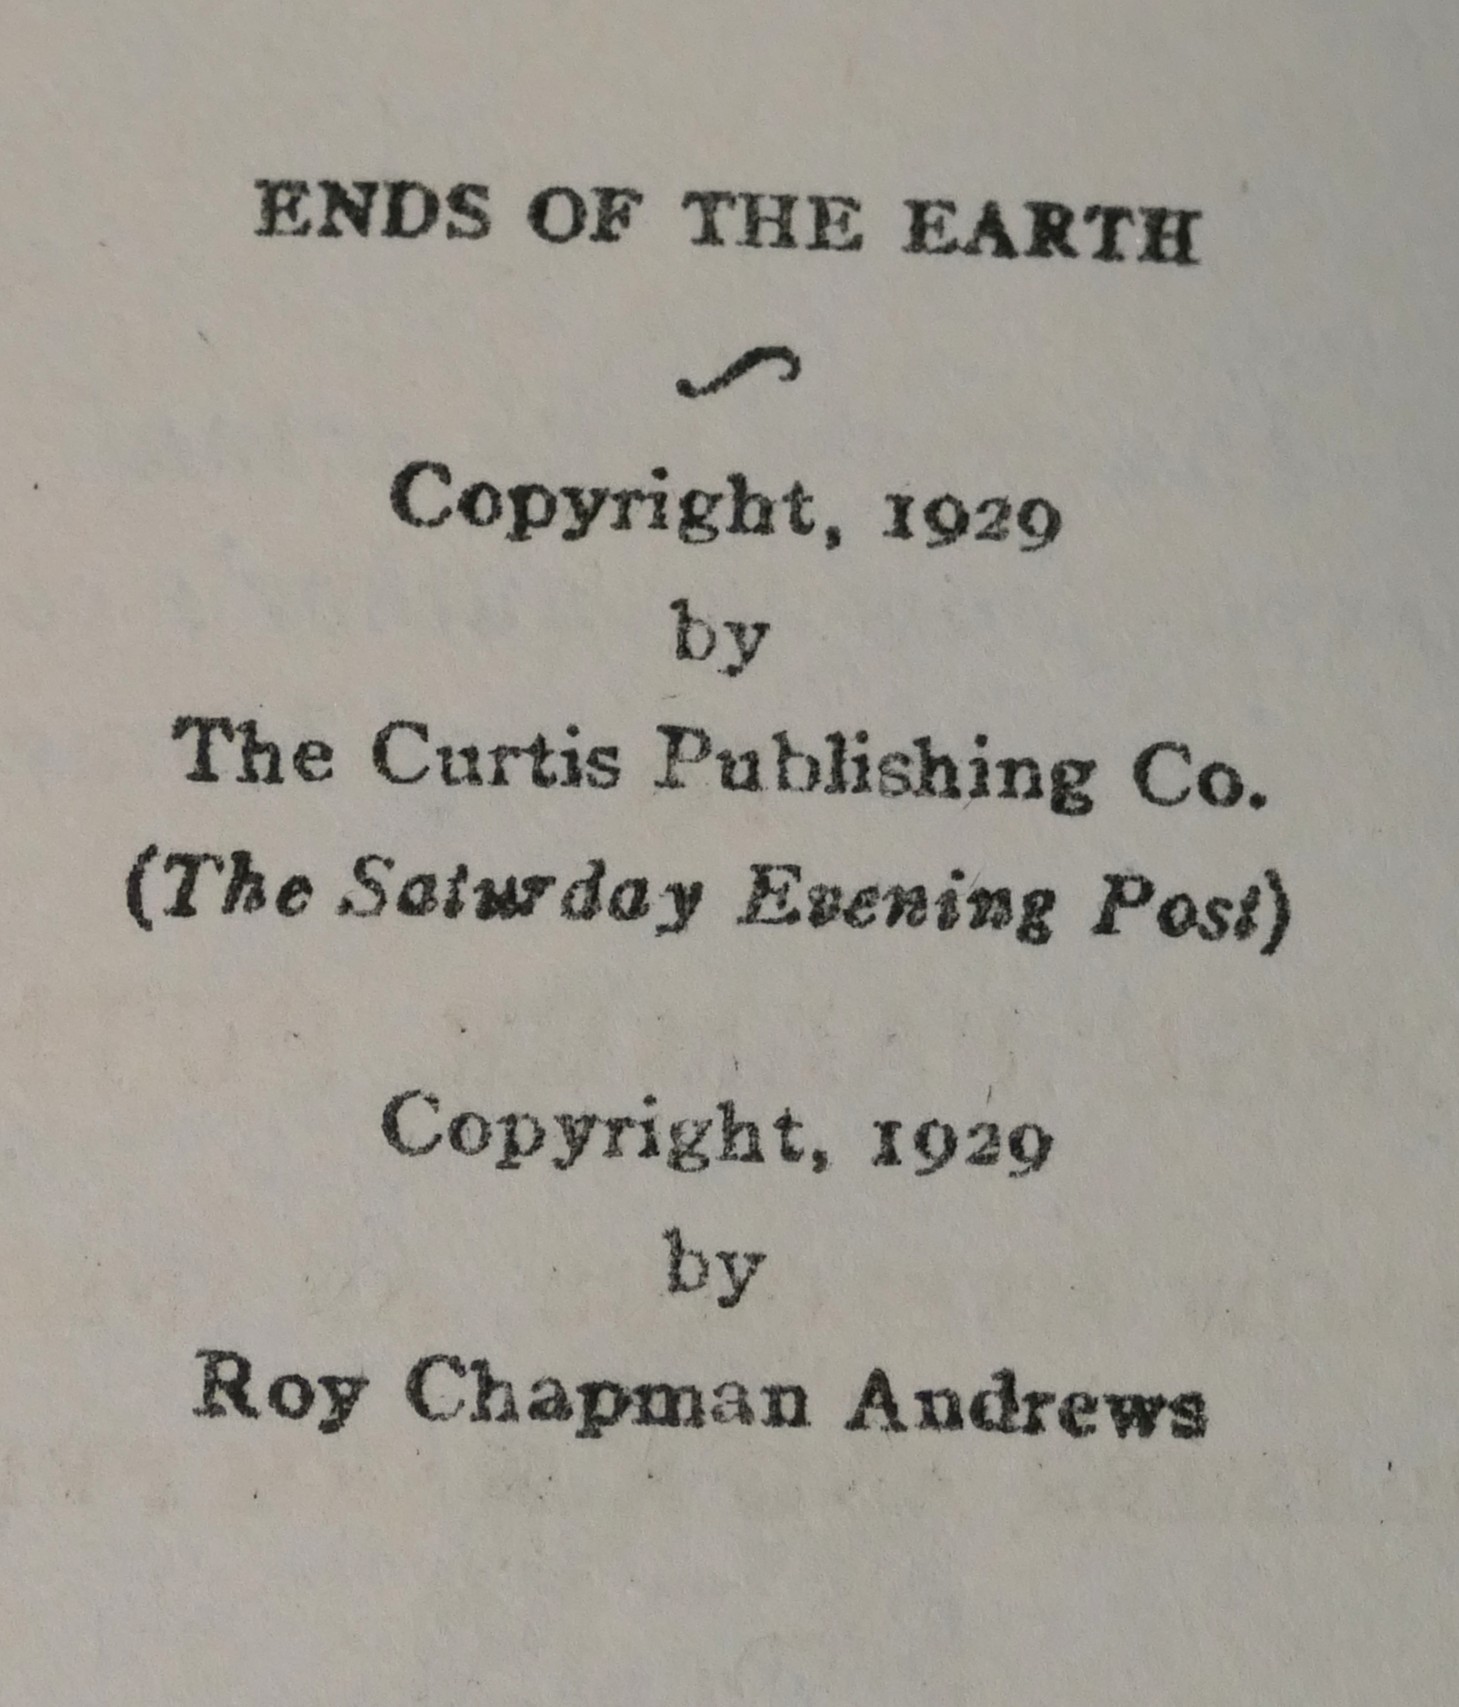 ENDS OF THE EARTH
Copyright, 1929
by
The Curtis Publishing Co.
(The Saturday Evening Post)
Copyright, 1929
by
Roy Chapman Andrews